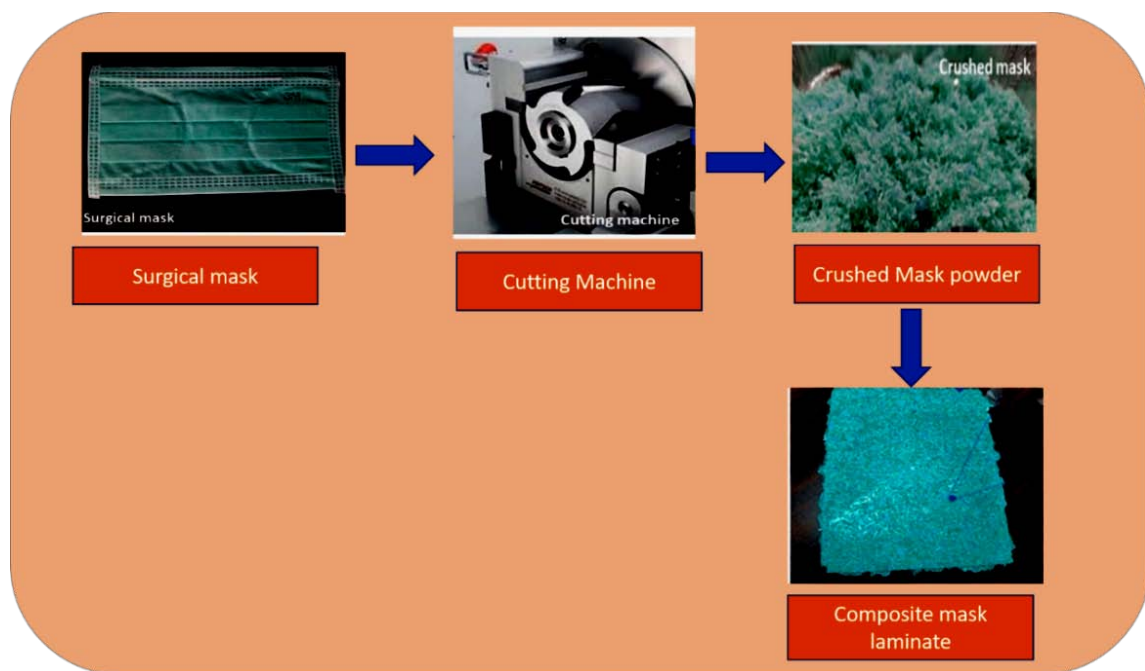 Surgical mask
Cutting machine
Crushed mask
Surgical mask
Cutting Machine
Crushed Mask powder
Composite mask
laminate